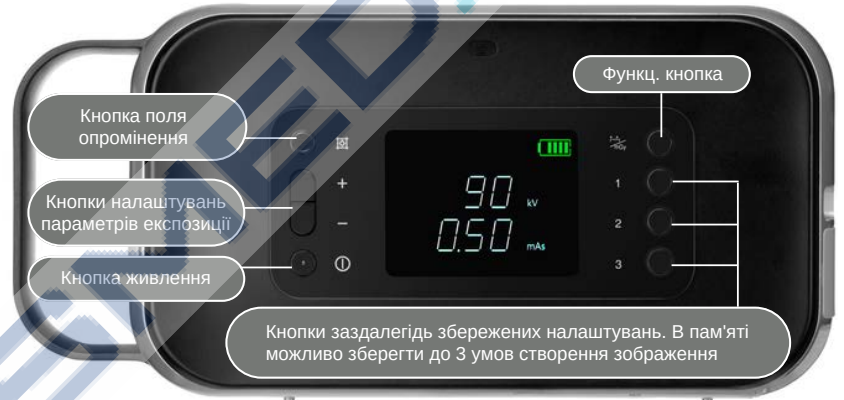 Функц. кнопка
Кнопка поля
опромінення
Кнопки налаштувань
параметрів експозиції
Кнопка живлення
+
−
90 kV
0.50 mAs
1
2
3
Кнопки заздалегідь збережених налаштувань. В пам'яті
можливо зберегти до 3 умов створення зображення